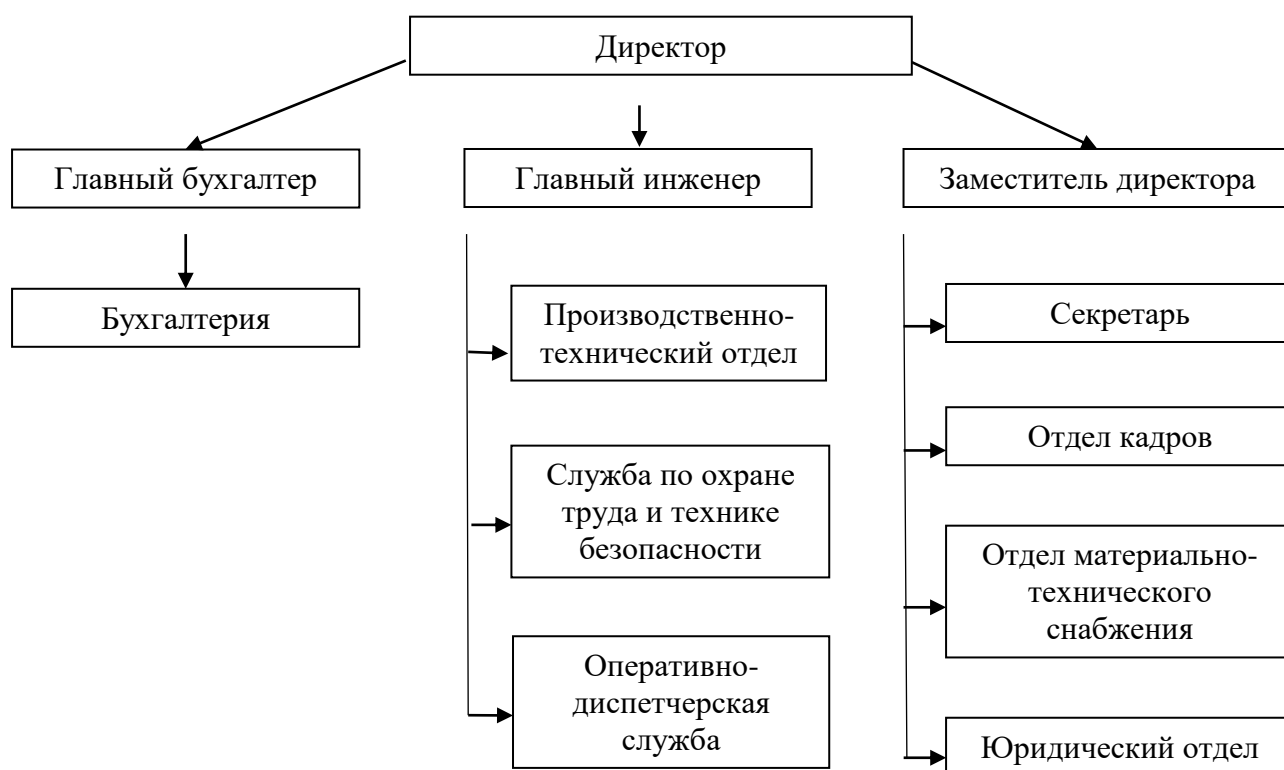 Директор
Главный бухгалтер
Главный инженер
Заместитель директора
Бухгалтерия
Производственно-
технический отдел
Служба по охране
труда и технике
безопасности
Оперативно-
диспетчерская
служба
Секретарь
Отдел кадров
Отдел материально-
технического
снабжения
Юридический отдел